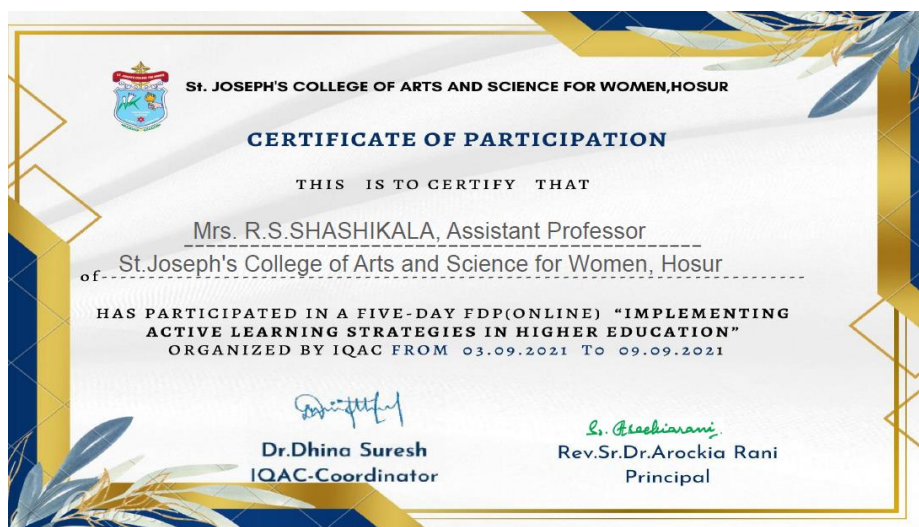 St. JOSEPH'S COLLEGE OF ARTS AND SCIENCE FOR WOMEN,HOSUR
CERTIFICATE OF PARTICIPATION
THIS IS TO CERTIFY THAT
Mrs. R.S.SHASHIKALA, Assistant Professor
of St.Joseph's College of Arts and Science for Women, Hosur
HAS PARTICIPATED IN A FIVE-DAY FDP(ONLINE) "IMPLEMENTING
ACTIVE LEARNING STRATEGIES IN HIGHER EDUCATION"
ORGANIZED BY IQAC FROM 03.09.2021 TO 09.09.2021
Dr.Dhina Suresh
IQAC-Coordinator
Rev.Sr.Dr.Arockia Rani
Principal